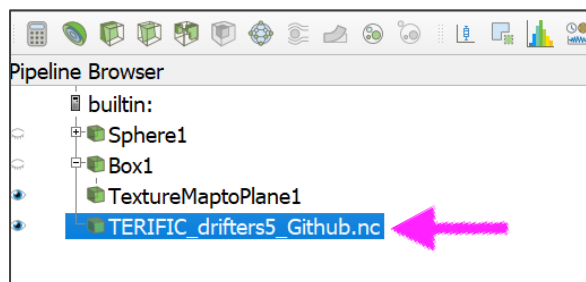 Pipeline Browser
builtin:
Sphere1
Box1
TextureMaptoPlane1
TERIFIC_drifters5_Github.nc